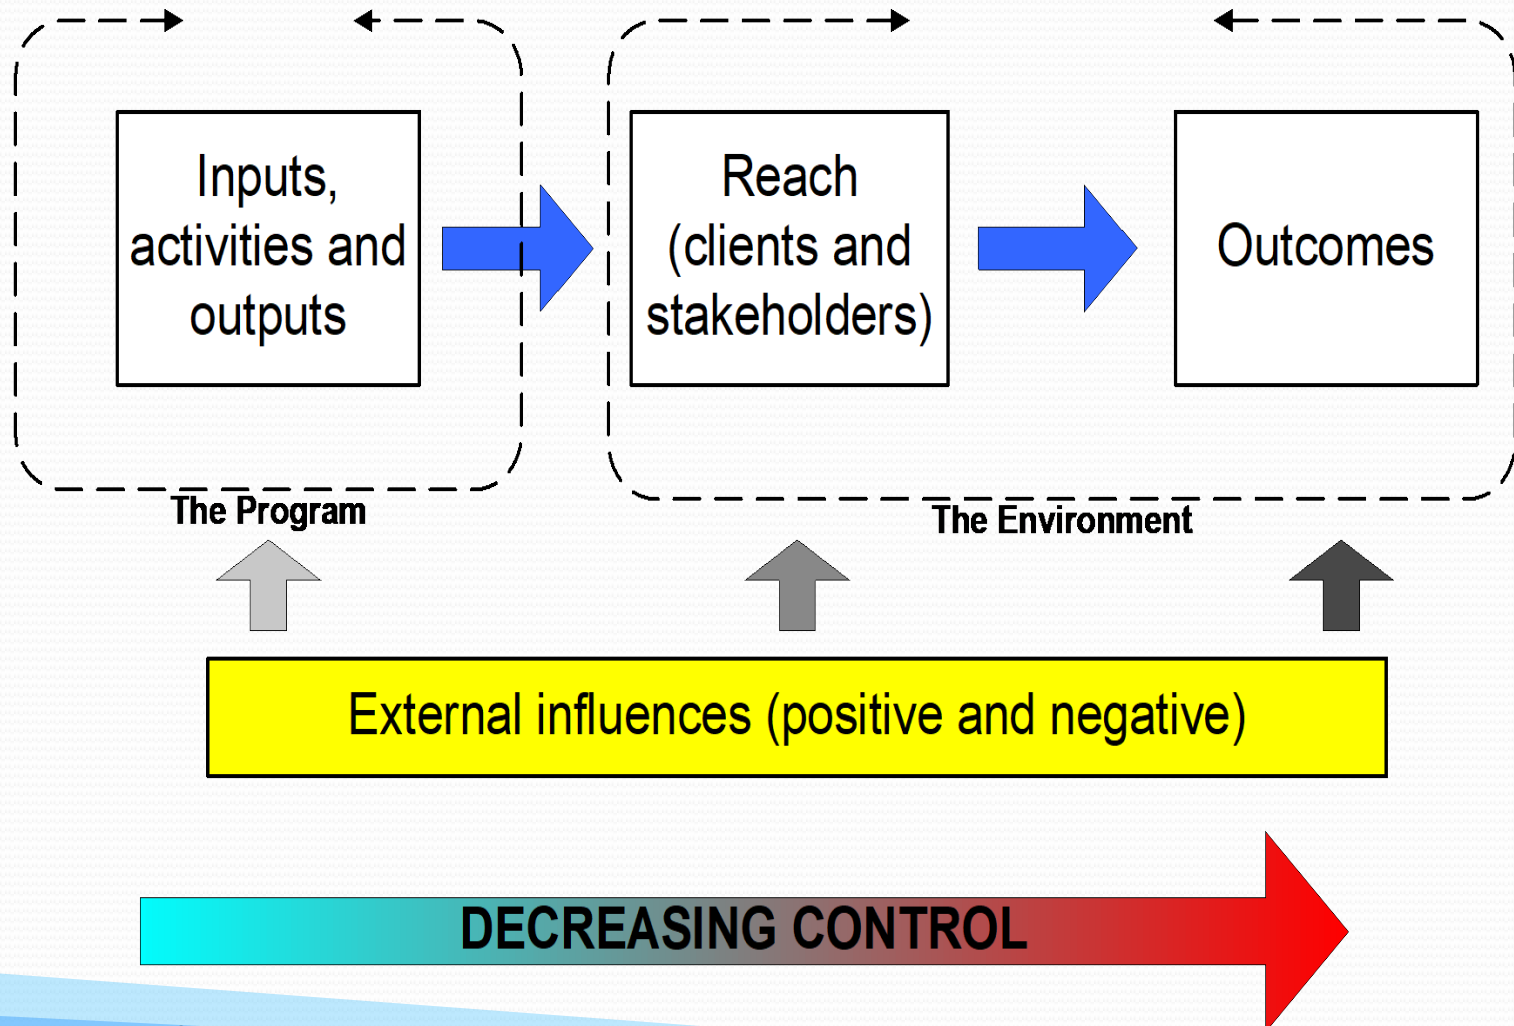 Inputs,
activities and
outputs
Reach
(clients and
stakeholders)
Outcomes
The Program
The Environment
External influences (positive and negative)
DECREASING CONTROL